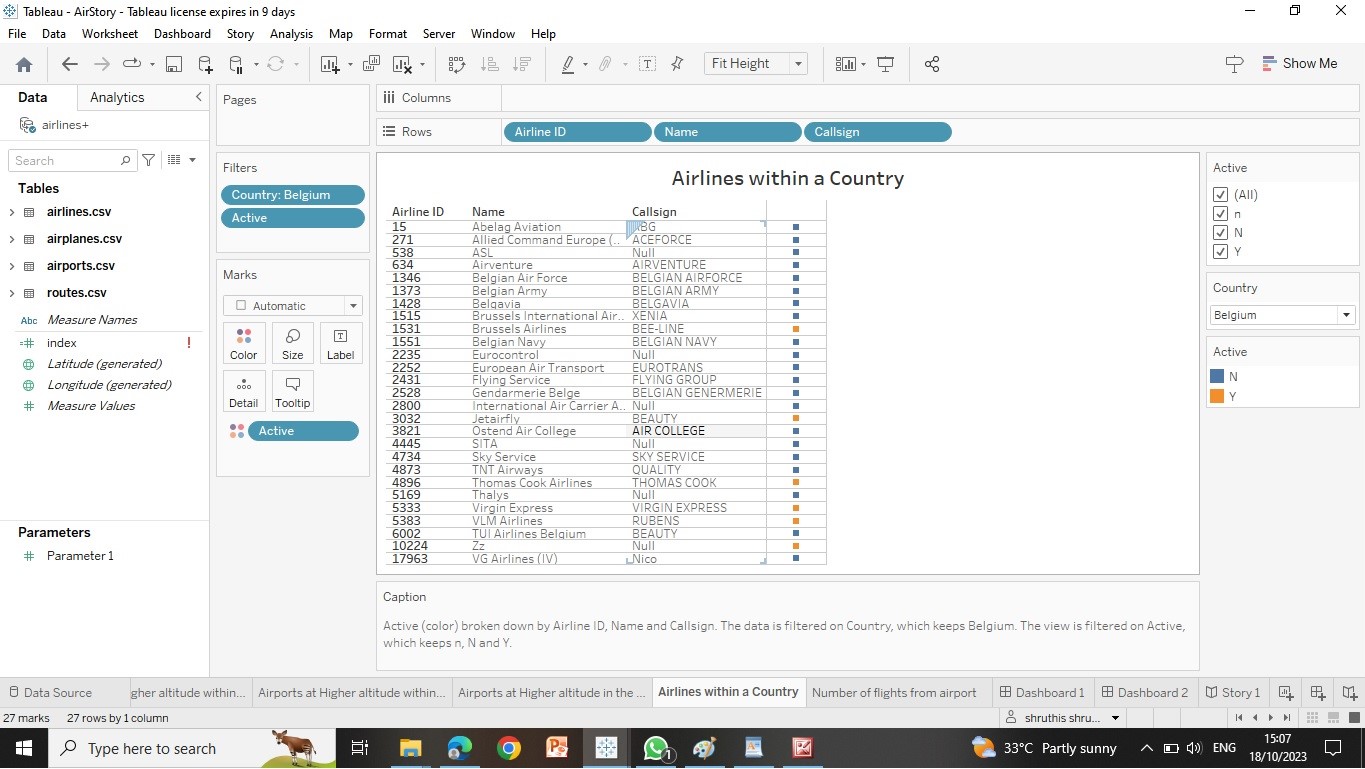 Tableau - AirStory - Tableau license expires in 9 days
File Data Worksheet Dashboard Story Analysis Map Format Server Window Help
Fit Height
Show Me
Data Analytics
airlines+
Search
Tables
airlines.csv
airplanes.csv
airports.csv
routes.csv
Abc Measure Names
index !
Latitude (generated)
Longitude (generated)
Measure Values
Parameters
Parameter 1
Pages
Filters
Country: Belgium
Active
Marks
Automatic
Color Size Label
Detail Tooltip
Active
Columns
Rows Airline ID Name Callsign
Airlines within a Country
Airline ID Name Callsign
15 Abelag Aviation ABG
271 Allied Command Europe (.. ACEFORCE
538 ASL Null
634 Airventure AIRVENTURE
1346 Belgian Air Force BELGIAN AIRFORCE
1373 Belgian Army BELGIAN ARMY
1428 Belgavia BELGAVIA
1515 Brussels International Air.. XENIA
1531 Brussels Airlines BEE-LINE
1551 Belgian Navy BELGIAN NAVY
2235 Eurocontrol Null
2252 European Air Transport EUROTRANS
2431 Flying Service FLYING GROUP
2528 Gendarmerie Belge BELGIAN GENERMERIE
2800 International Air Carrier A.. Null
3032 Jetairfly BEAUTY
3821 Ostend Air College AIR COLLEGE
4445 SITA Null
4734 Sky Service SKY SERVICE
4873 TNT Airways QUALITY
4896 Thomas Cook Airlines THOMAS COOK
5169 Thalys Null
5333 Virgin Express VIRGIN EXPRESS
5383 VLM Airlines RUBENS
6002 TUI Airlines Belgium BEAUTY
10224 Zz Null
17963 VG Airlines (IV) Nico
Caption
Active (color) broken down by Airline ID, Name and Callsign. The data is filtered on Country, which keeps Belgium. The view is filtered on Active,
which keeps n, N and Y.
Active
(All)
n
N
Y
Country
Belgium
Active
N
Y
Data Source gher altitude within... Airports at Higher altitude within... Airports at Higher altitude in the ... Airlines within a Country Number of flights from airport Dashboard 1 Dashboard 2 Story 1
27 marks 27 rows by 1 column shruthis shru...
Type here to search 1 33°C Partly sunny ENG 15:07
18/10/2023